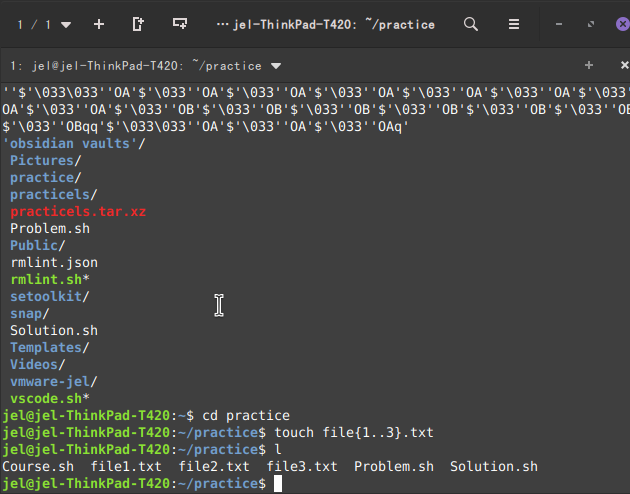 1 / 1 ⋯ jel@jel-ThinkPad-T420: ~/practice
1: jel@jel-ThinkPad-T420: ~/practice
''$'\033\033''OA'$'\033''OA'$'\033''OA'$'\033''OA'$'\033''OA'$'\033''OA'$'\033''
OA'$'\033''OA'$'\033''OB'$'\033''OB'$'\033''OB'$'\033''OB'$'\033''OB'$'\033''OB
$'\033''OBqq'$'\033\033''OA'$'\033''OA'$'\033''OAq'
'obsidian vaults'/
Pictures/
practice/
practicels/
practicels.tar.xz
Problem.sh
Public/
rmlint.json
rmlint.sh*
setoolkit/
snap/
Solution.sh
Templates/
Videos/
vmware-jel/
vscode.sh*
jel@jel-ThinkPad-T420:~$ cd practice
jel@jel-ThinkPad-T420:~/practice$ touch file{1..3}.txt
jel@jel-ThinkPad-T420:~/practice$ l
Course.sh file1.txt file2.txt file3.txt Problem.sh Solution.sh
jel@jel-ThinkPad-T420:~/practice$